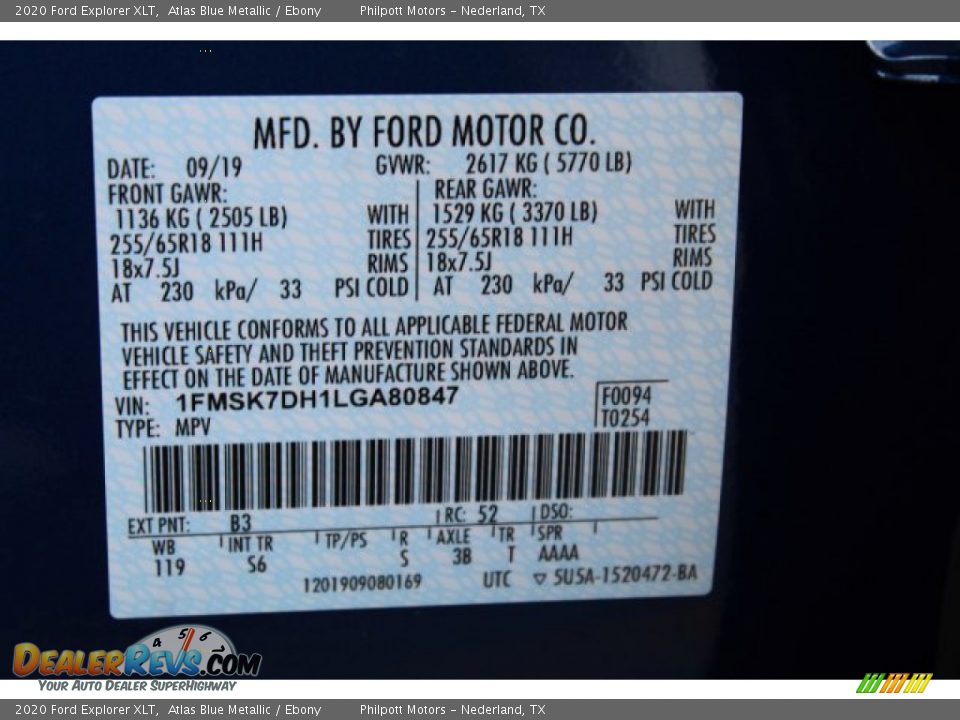 2020 Ford Explorer XLT, Atlas Blue Metallic / Ebony Philpott Motors - Nederland, TX
MFD. BY FORD MOTOR CO.
DATE: 09/19 GVWR: 2617 KG ( 5770 LB)
FRONT GAWR: REAR GAWR:
1136 KG ( 2505 LB) WITH 1529 KG ( 3370 LB) WITH
255/65R18 111H TIRES 255/65R18 111H TIRES
18x7.5J RIMS 18x7.5J RIMS
AT 230 kPa/ 33 PSI COLD AT 230 kPa/ 33 PSI COLD
THIS VEHICLE CONFORMS TO ALL APPLICABLE FEDERAL MOTOR
VEHICLE SAFETY AND THEFT PREVENTION STANDARDS IN
EFFECT ON THE DATE OF MANUFACTURE SHOWN ABOVE.
VIN: 1FMSK7DH1LGA80847 F0094
TYPE: MPV T0254
EXT PNT: B3 RC: 52 DSO:
WB INT TR TP/PS R AXLE TR SPR
119 S6 S 3B T AAAA
1201909080169 UTC ▽ 5U5A-1520472-BA
4 5 6
DEALERREVS.COM
YOUR AUTO DEALER SUPERHIGHWAY
2020 Ford Explorer XLT, Atlas Blue Metallic / Ebony Philpott Motors - Nederland, TX